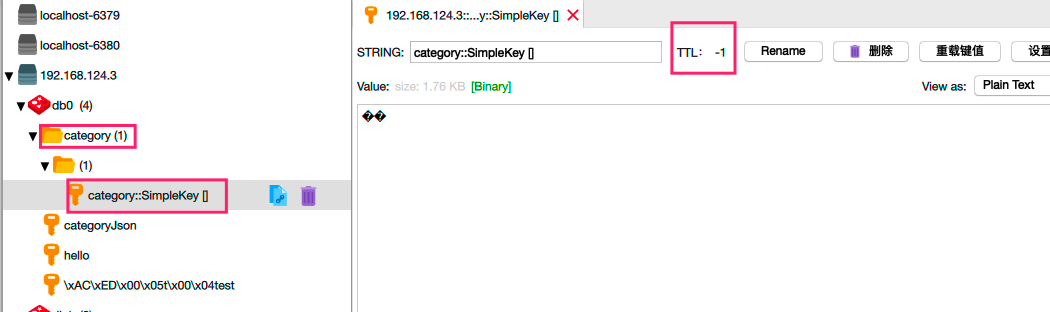 localhost-6379
localhost-6380
192.168.124.3
db0 (4)
category (1)
(1)
category::SimpleKey []
categoryJson
hello
\xAC\xED\x00\x05t\x00\x04test
192.168.124.3::...y::SimpleKey []
STRING: category::SimpleKey [] TTL: -1 Rename 删除 重载键值 设置
Value: size: 1.76 KB [Binary] View as: Plain Text
��